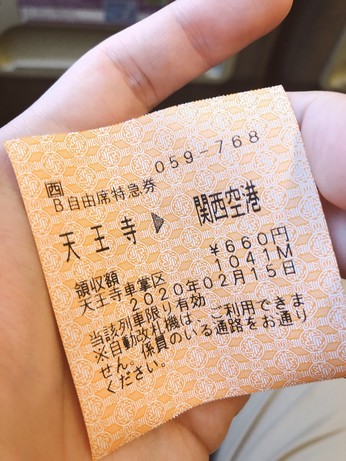 059-768
西
B自由席特急券
天王寺 ▶ 関西空港
領収額 ¥660円
天王寺車掌区 1041M
2020年02月15日
当該列車限り有効
※自動改札機は、ご利用できま
せん。係員のいる通路をお通り
ください。